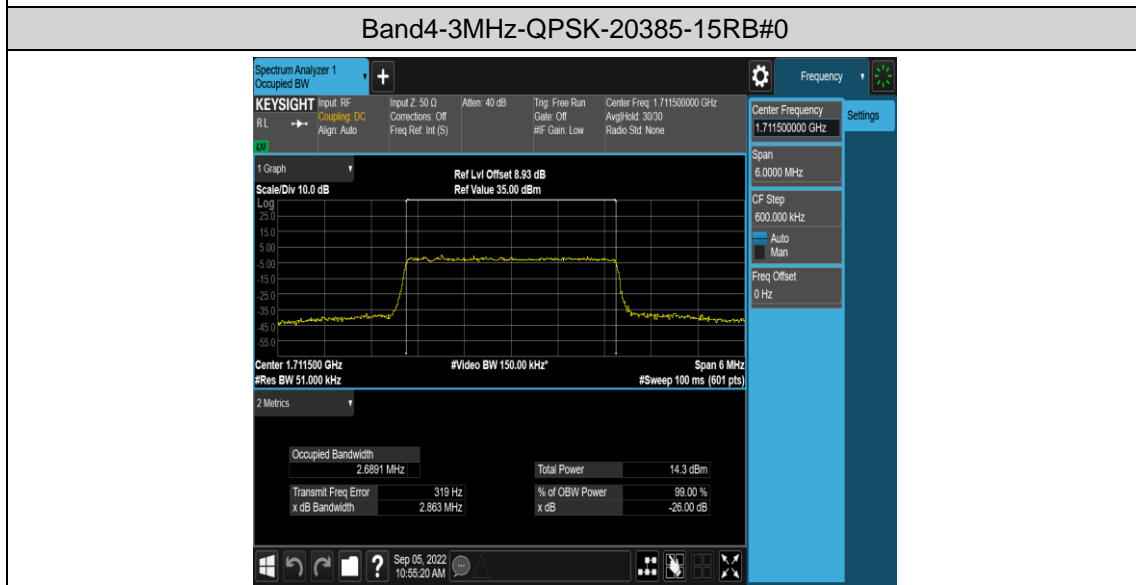 Band4-3MHz-QPSK-20385-15RB#0
Spectrum Analyzer 1
Occupied BW
+
Frequency
KEYSIGHT
RL
LXI
Input: RF
Coupling: DC
Align: Auto
Input Z: 50 Ω
Corrections: Off
Freq Ref: Int (S)
Atten: 40 dB
Trig: Free Run
Gate: Off
#IF Gain: Low
Center Freq: 1.711500000 GHz
Avg|Hold: 30/30
Radio Std: None
Center Frequency
1.711500000 GHz
Settings
Span
6.0000 MHz
CF Step
600.000 kHz
Auto
Man
Freq Offset
0 Hz
1 Graph
Scale/Div 10.0 dB
Ref Lvl Offset 8.93 dB
Ref Value 35.00 dBm
Log
25.0
15.0
5.00
-5.00
-15.0
-25.0
-35.0
-45.0
-55.0
Center 1.711500 GHz
#Video BW 150.00 kHz*
Span 6 MHz
#Res BW 51.000 kHz
#Sweep 100 ms (601 pts)
2 Metrics
Occupied Bandwidth
2.6891 MHz
Total Power 14.3 dBm
Transmit Freq Error 319 Hz
% of OBW Power 99.00 %
x dB Bandwidth 2.863 MHz
x dB -26.00 dB
?
Sep 05, 2022
10:55:20 AM